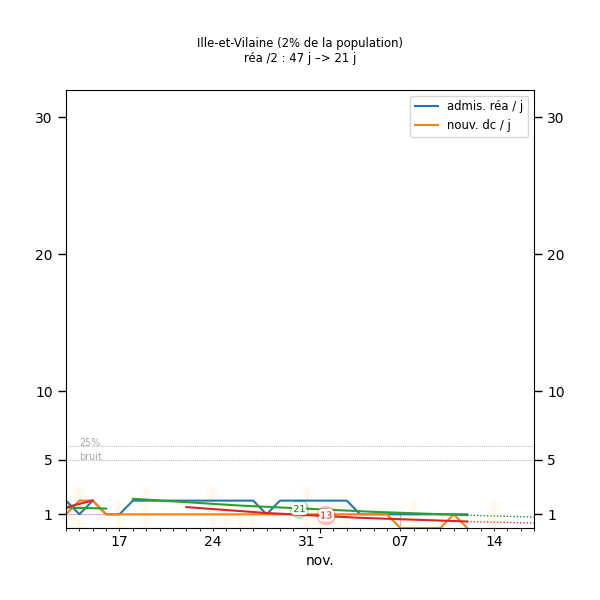 Ille-et-Vilaine (2% de la population)
réa /2 : 47 j –> 21 j
admis. réa / j
nouv. dc / j
30 30
20 20
10 10
25%
bruit
5 5
21
13
1 1
17 24 31 07 14
nov.